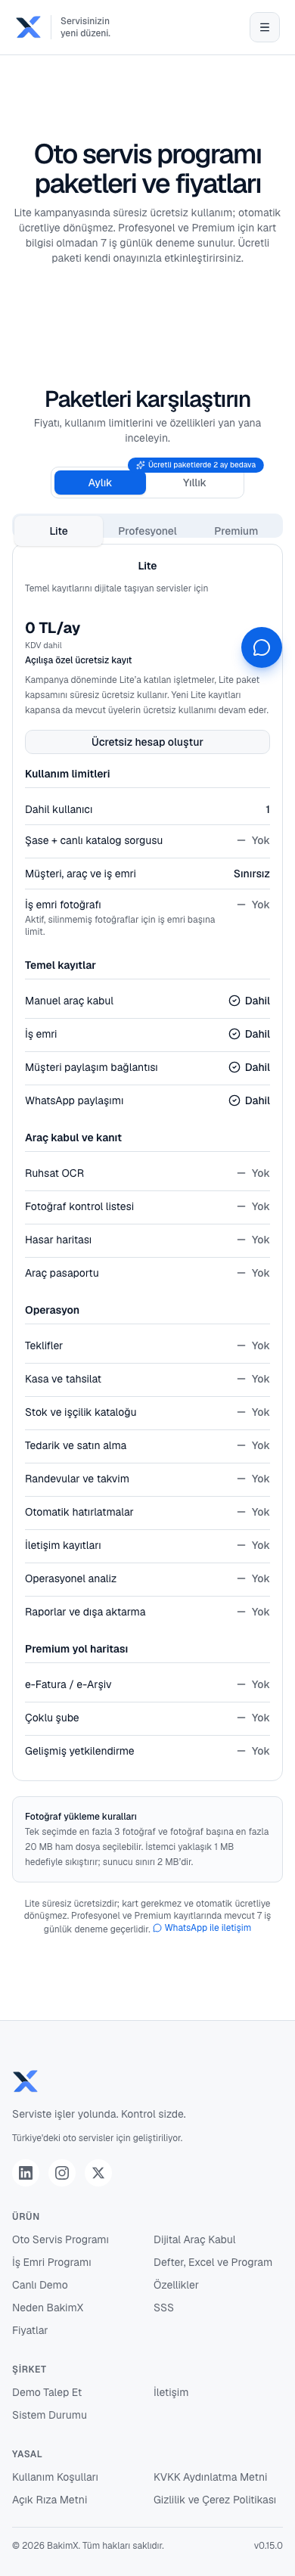 Servisinizin
yeni düzeni.
Oto servis programı
paketleri ve fiyatları
Lite kampanyasında süresiz ücretsiz kullanım; otomatik
ücretliye dönüşmez. Profesyonel ve Premium için kart
bilgisi olmadan 7 iş günlük deneme sunulur. Ücretli
paketi kendi onayınızla etkinleştirirsiniz.
Paketleri karşılaştırın
Fiyatı, kullanım limitlerini ve özellikleri yan yana
inceleyin.
Ücretli paketlerde 2 ay bedava
Aylık Yıllık
Lite Profesyonel Premium
Lite
Temel kayıtlarını dijitale taşıyan servisler için
0 TL/ay
KDV dahil
Açılışa özel ücretsiz kayıt
Kampanya döneminde Lite'a katılan işletmeler, Lite paket
kapsamını süresiz ücretsiz kullanır. Yeni Lite kayıtları
kapansa da mevcut üyelerin ücretsiz kullanımı devam eder.
Ücretsiz hesap oluştur
Kullanım limitleri
Dahil kullanıcı 1
Şase + canlı katalog sorgusu — Yok
Müşteri, araç ve iş emri Sınırsız
İş emri fotoğrafı — Yok
Aktif, silinmemiş fotoğraflar için iş emri başına
limit.
Temel kayıtlar
Manuel araç kabul Dahil
İş emri Dahil
Müşteri paylaşım bağlantısı Dahil
WhatsApp paylaşımı Dahil
Araç kabul ve kanıt
Ruhsat OCR — Yok
Fotoğraf kontrol listesi — Yok
Hasar haritası — Yok
Araç pasaportu — Yok
Operasyon
Teklifler — Yok
Kasa ve tahsilat — Yok
Stok ve işçilik kataloğu — Yok
Tedarik ve satın alma — Yok
Randevular ve takvim — Yok
Otomatik hatırlatmalar — Yok
İletişim kayıtları — Yok
Operasyonel analiz — Yok
Raporlar ve dışa aktarma — Yok
Premium yol haritası
e-Fatura / e-Arşiv — Yok
Çoklu şube — Yok
Gelişmiş yetkilendirme — Yok
Fotoğraf yükleme kuralları
Tek seçimde en fazla 3 fotoğraf ve fotoğraf başına en fazla
20 MB ham dosya seçilebilir. İstemci yaklaşık 1 MB
hedefiyle sıkıştırır; sunucu sınırı 2 MB'dir.
Lite süresiz ücretsizdir; kart gerekmez ve otomatik ücretliye
dönüşmez. Profesyonel ve Premium kayıtlarında mevcut 7 iş
günlük deneme geçerlidir. WhatsApp ile iletişim
Serviste işler yolunda. Kontrol sizde.
Türkiye'deki oto servisler için geliştiriliyor.
ÜRÜN
Oto Servis Programı Dijital Araç Kabul
İş Emri Programı Defter, Excel ve Program
Canlı Demo Özellikler
Neden BakimX SSS
Fiyatlar
ŞİRKET
Demo Talep Et İletişim
Sistem Durumu
YASAL
Kullanım Koşulları KVKK Aydınlatma Metni
Açık Rıza Metni Gizlilik ve Çerez Politikası
© 2026 BakimX. Tüm hakları saklıdır. v0.15.0